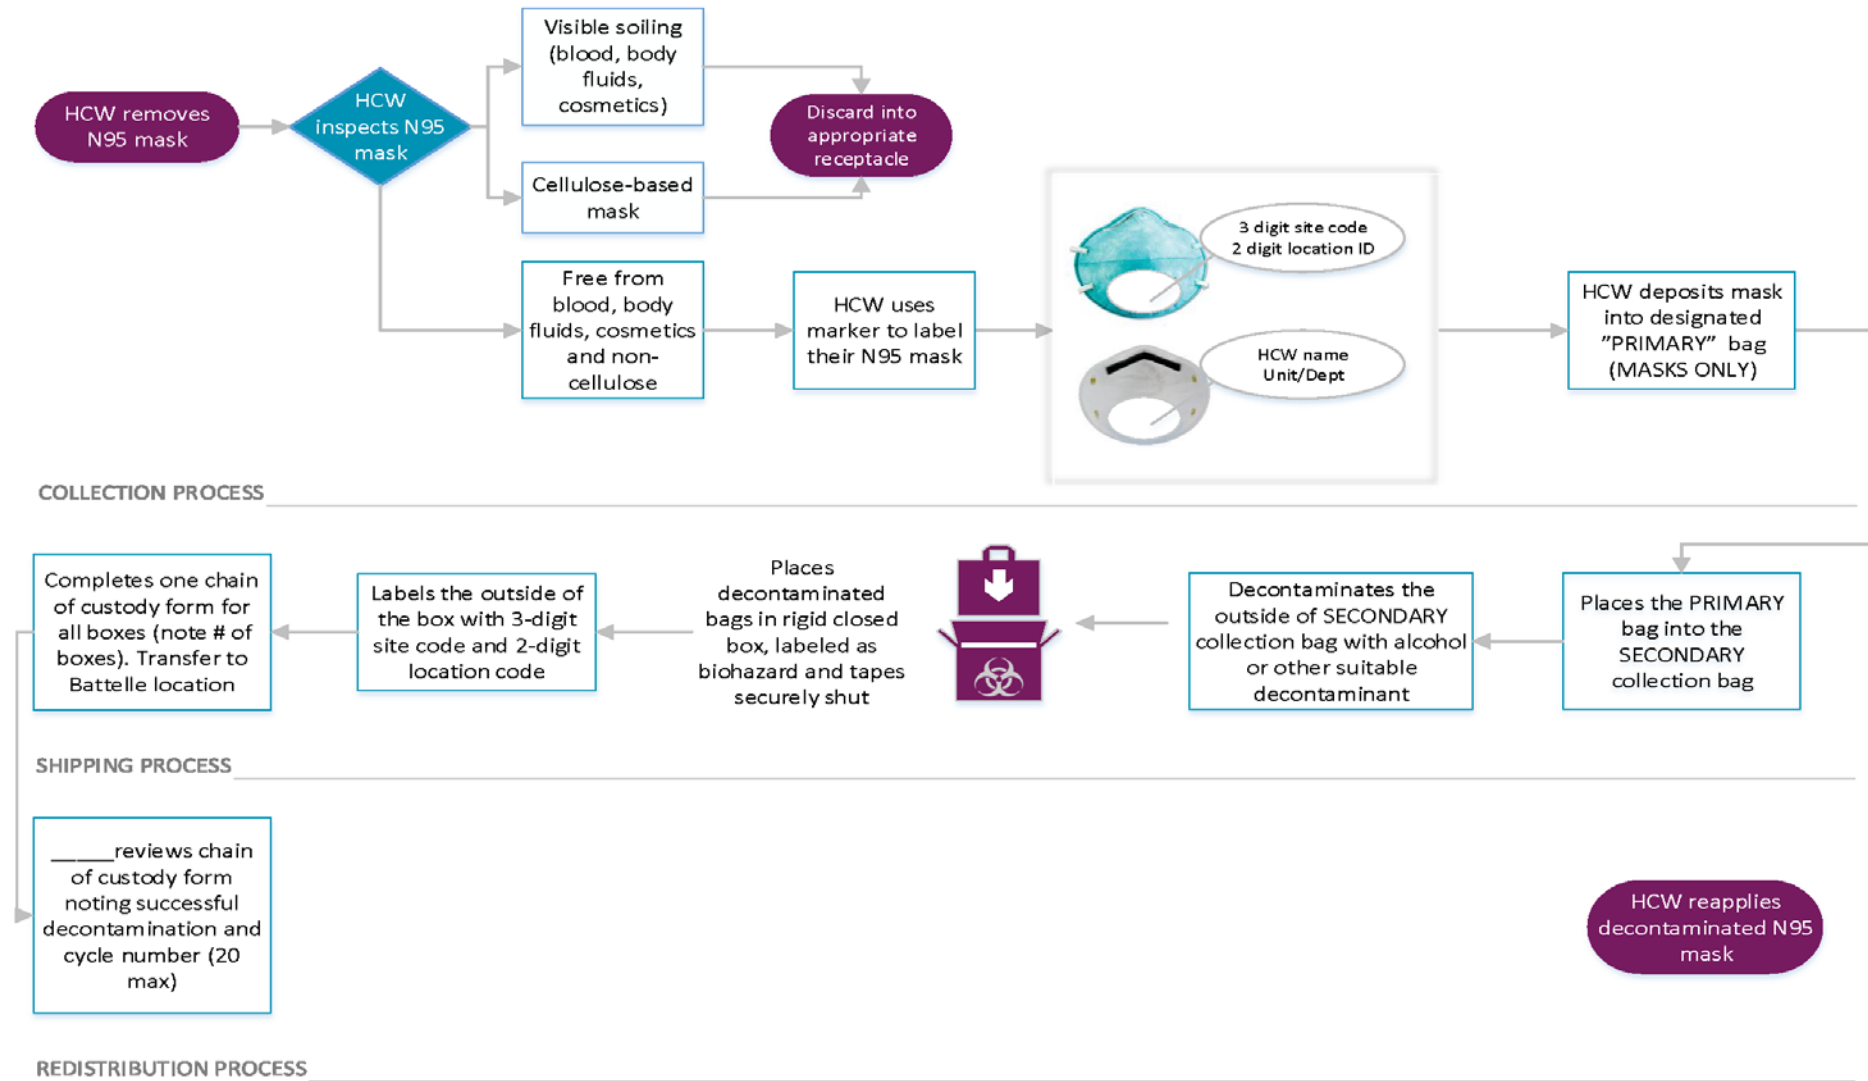 HCW removes
N95 mask
HCW
inspects N95
mask
Visible soiling
(blood, body
fluids,
cosmetics)
Cellulose-based
mask
Discard into
appropriate
receptacle
Free from
blood, body
fluids, cosmetics
and non-
cellulose
HCW uses
marker to label
their N95 mask
3 digit site code
2 digit location ID
HCW name
Unit/Dept
HCW deposits mask
into designated
”PRIMARY” bag
(MASKS ONLY)
COLLECTION PROCESS
Places the PRIMARY
bag into the
SECONDARY
collection bag
Decontaminates the
outside of SECONDARY
collection bag with alcohol
or other suitable
decontaminant
Places
decontaminated
bags in rigid closed
box, labeled as
biohazard and tapes
securely shut
Labels the outside of
the box with 3-digit
site code and 2-digit
location code
Completes one chain
of custody form for
all boxes (note # of
boxes). Transfer to
Battelle location
SHIPPING PROCESS
_____reviews chain
of custody form
noting successful
decontamination and
cycle number (20
max)
HCW reapplies
decontaminated N95
mask
REDISTRIBUTION PROCESS